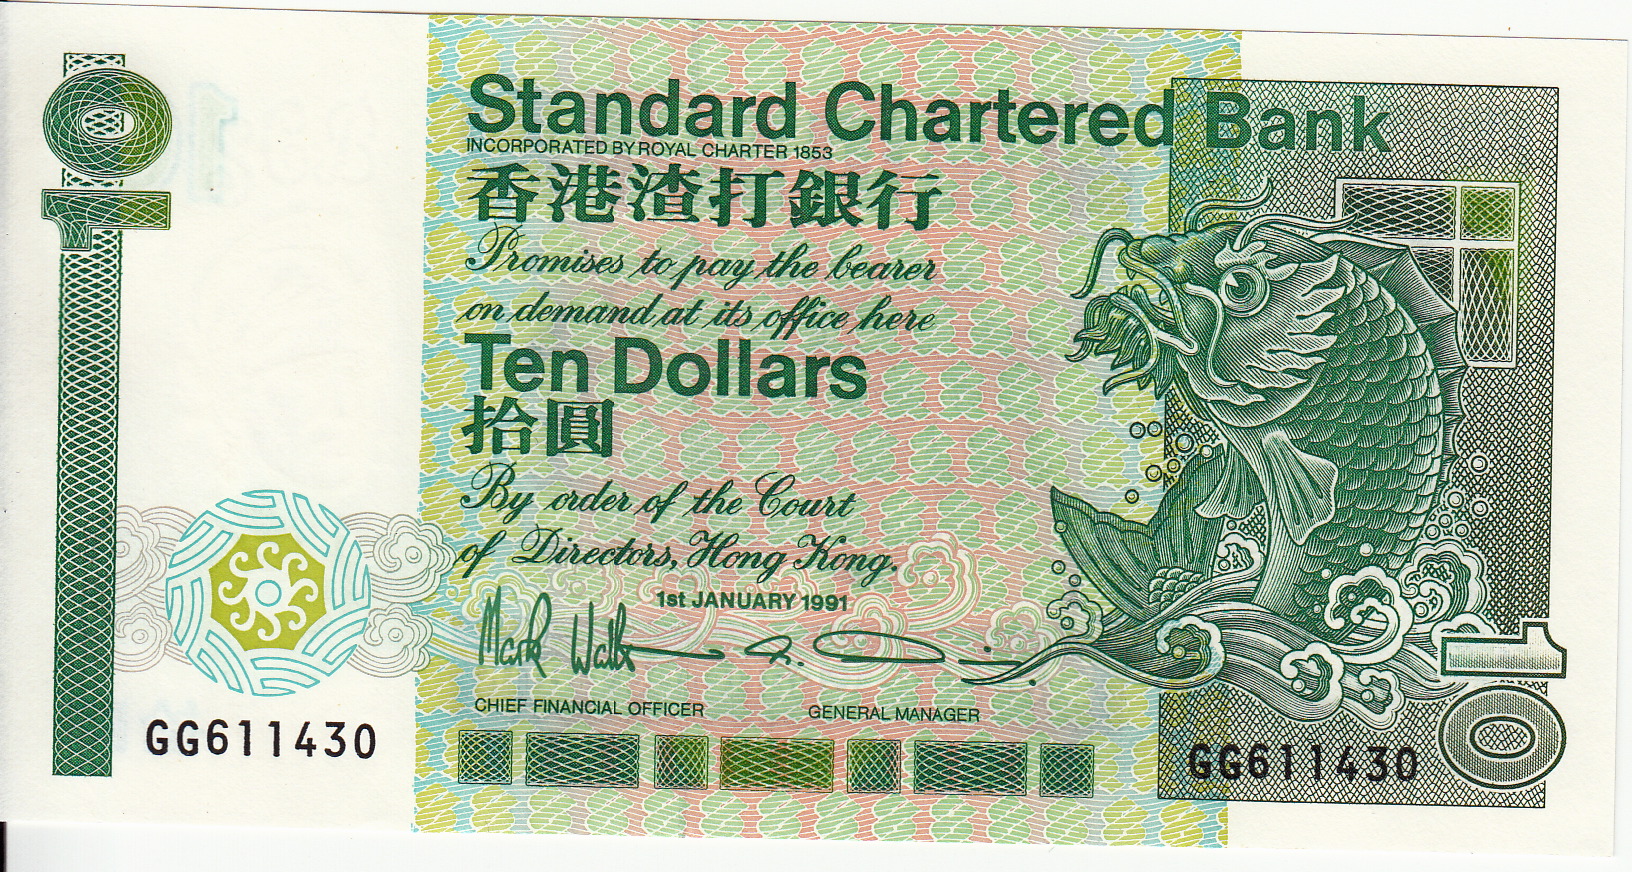 10
Standard Chartered Bank
INCORPORATED BY ROYAL CHARTER 1853
香港渣打銀行
Promises to pay the bearer
on demand at its office here
Ten Dollars
拾圓
By order of the Court
of Directors, Hong Kong.
1st JANUARY 1991
CHIEF FINANCIAL OFFICER GENERAL MANAGER
GG611430
GG611430
10